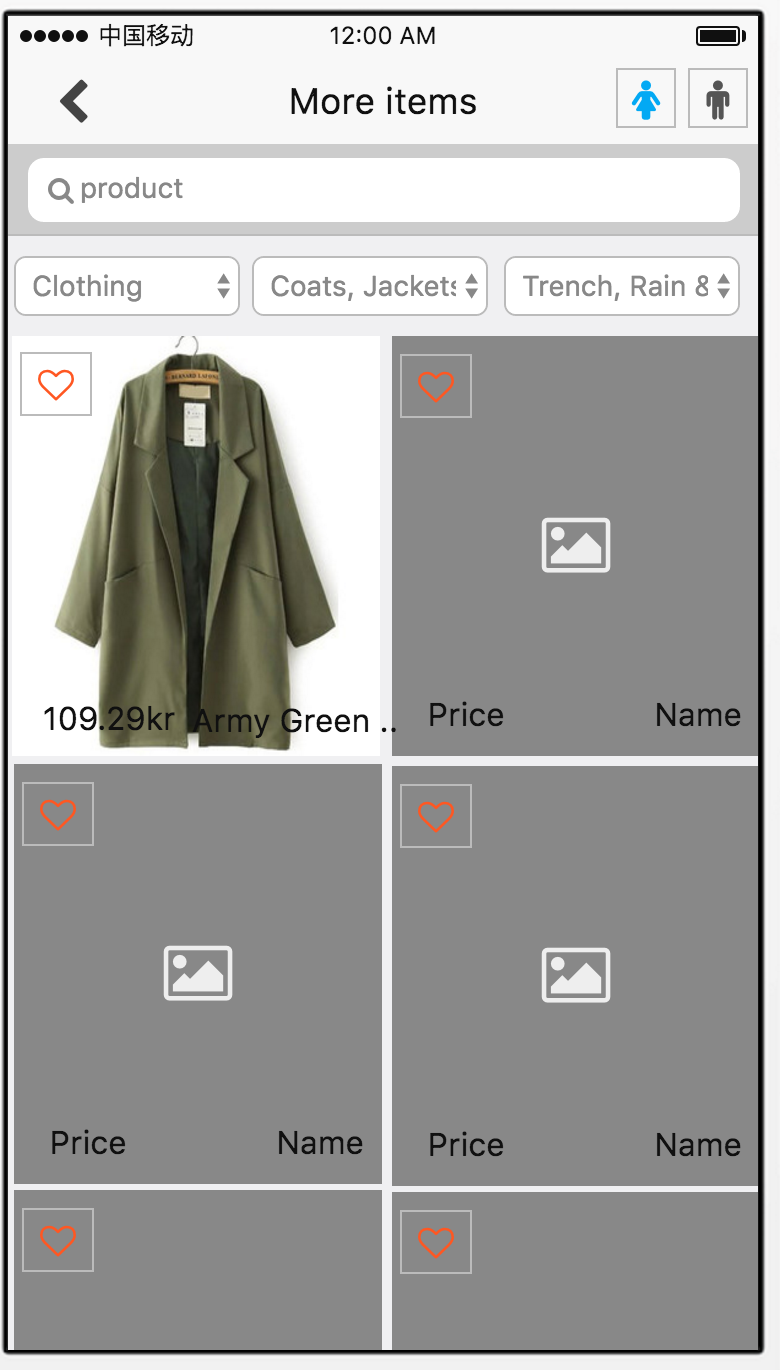 中国移动 12:00 AM
More items
product
Clothing Coats, Jackets Trench, Rain &
109.29kr Army Green ..
Price Name
Price Name
Price Name